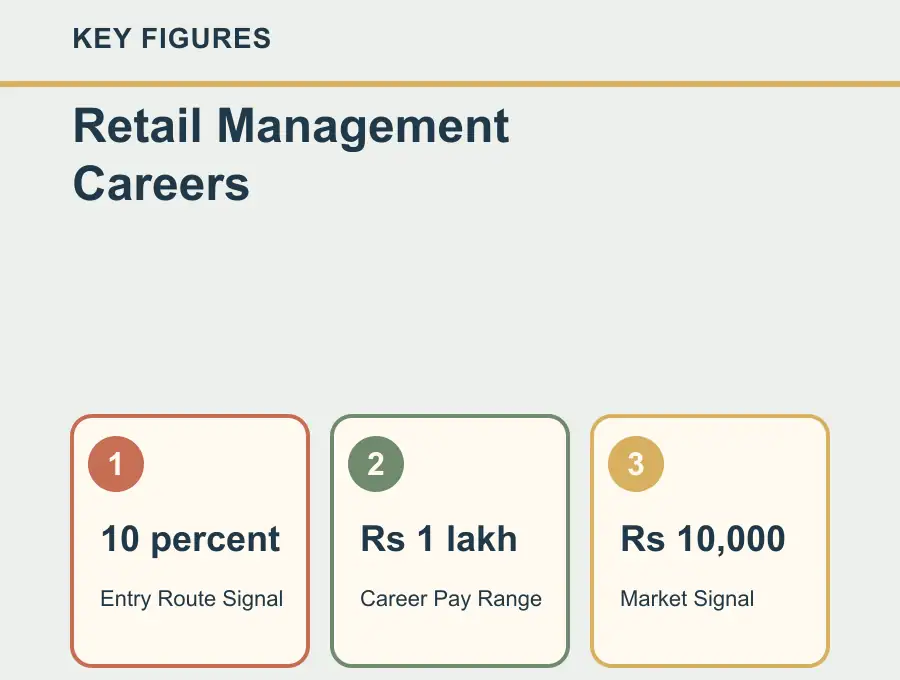 KEY FIGURES
Retail Management
Careers
1
10 percent
Entry Route Signal
2
Rs 1 lakh
Career Pay Range
3
Rs 10,000
Market Signal